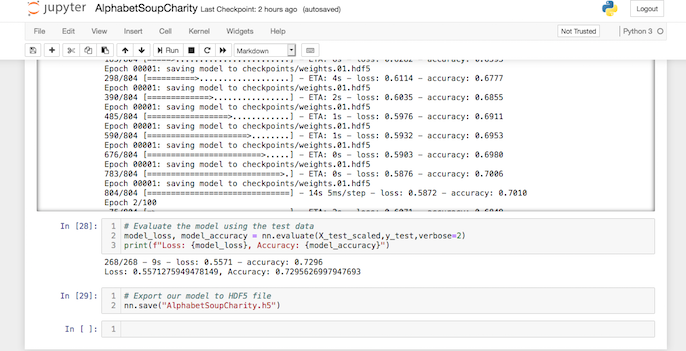 jupyter AlphabetSoupCharity Last Checkpoint: 2 hours ago (autosaved)
Logout
File Edit View Insert Cell Kernel Widgets Help
Not Trusted
Python 3
Run
Markdown
Epoch 00001: saving model to checkpoints/weights.01.hdf5
298/804 [==========>..................] - ETA: 4s - loss: 0.6114 - accuracy: 0.6777
Epoch 00001: saving model to checkpoints/weights.01.hdf5
390/804 [=============>................] - ETA: 2s - loss: 0.6035 - accuracy: 0.6855
Epoch 00001: saving model to checkpoints/weights.01.hdf5
485/804 [=================>............] - ETA: 1s - loss: 0.5976 - accuracy: 0.6911
Epoch 00001: saving model to checkpoints/weights.01.hdf5
590/804 [=====================>........] - ETA: 1s - loss: 0.5932 - accuracy: 0.6953
Epoch 00001: saving model to checkpoints/weights.01.hdf5
676/804 [========================>.....] - ETA: 0s - loss: 0.5903 - accuracy: 0.6980
Epoch 00001: saving model to checkpoints/weights.01.hdf5
783/804 [============================>.] - ETA: 0s - loss: 0.5876 - accuracy: 0.7006
Epoch 00001: saving model to checkpoints/weights.01.hdf5
804/804 [==============================] - 14s 5ms/step - loss: 0.5872 - accuracy: 0.7010
Epoch 2/100
In [28]:
1 # Evaluate the model using the test data
2 model_loss, model_accuracy = nn.evaluate(X_test_scaled,y_test,verbose=2)
3 print(f"Loss: {model_loss}, Accuracy: {model_accuracy}")
268/268 - 9s - loss: 0.5571 - accuracy: 0.7296
Loss: 0.5571275949478149, Accuracy: 0.7295626997947693
In [29]:
1 # Export our model to HDF5 file
2 nn.save("AlphabetSoupCharity.h5")
In [ ]:
1